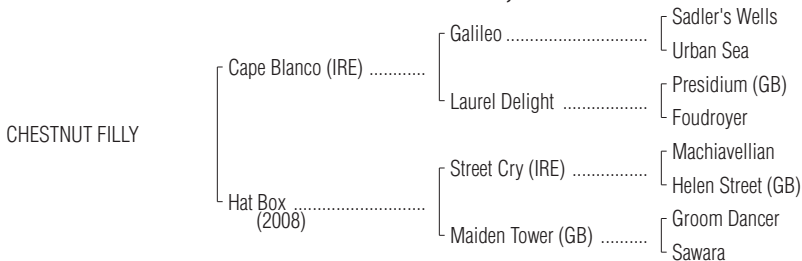 Sadler's Wells
Galileo ..............................
Urban Sea
Cape Blanco (IRE) ............
Presidium (GB)
Laurel Delight ..................
Foudroyer
CHESTNUT FILLY
Machiavellian
Street Cry (IRE) ................
Helen Street (GB)
Hat Box ............................
(2008)
Groom Dancer
Maiden Tower (GB) ..........
Sawara